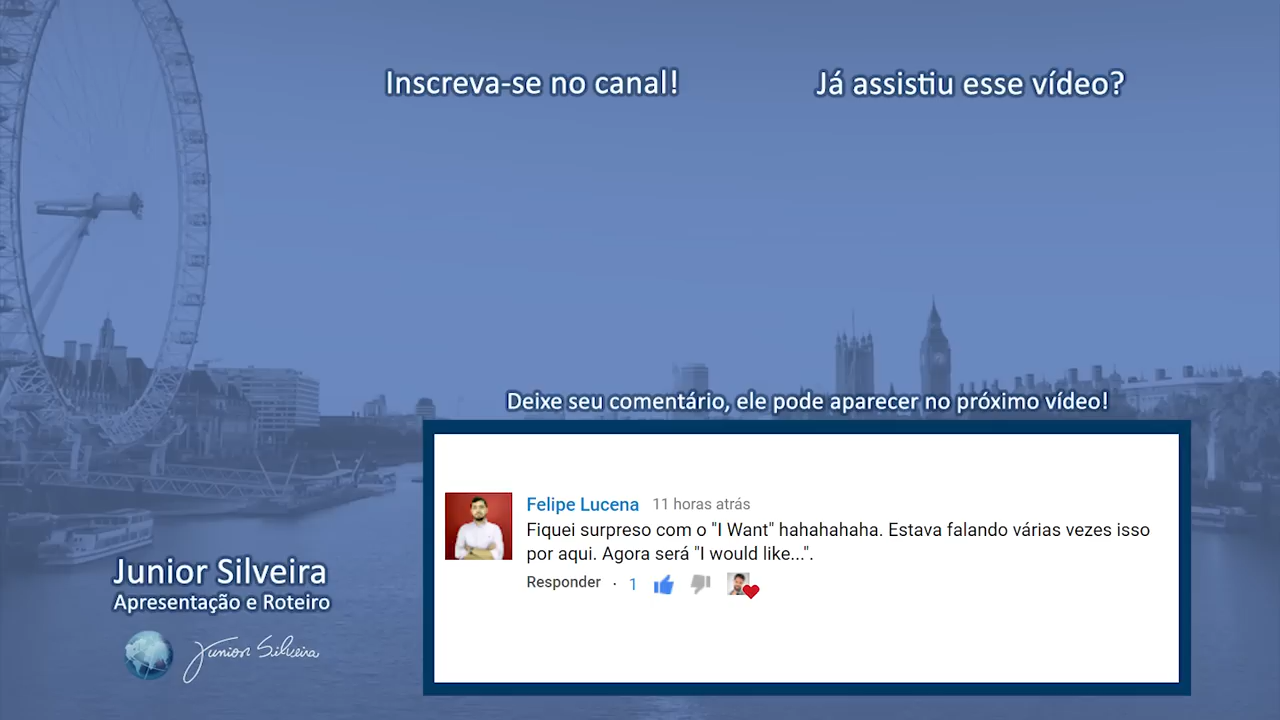 Inscreva-se no canal!
Já assistiu esse vídeo?
Deixe seu comentário, ele pode aparecer no próximo vídeo!
Felipe Lucena 11 horas atrás
Fiquei surpreso com o "I Want" hahahahaha. Estava falando várias vezes isso
por aqui. Agora será "I would like...".
Responder · 1
Junior Silveira
Apresentação e Roteiro
Junior Silveira